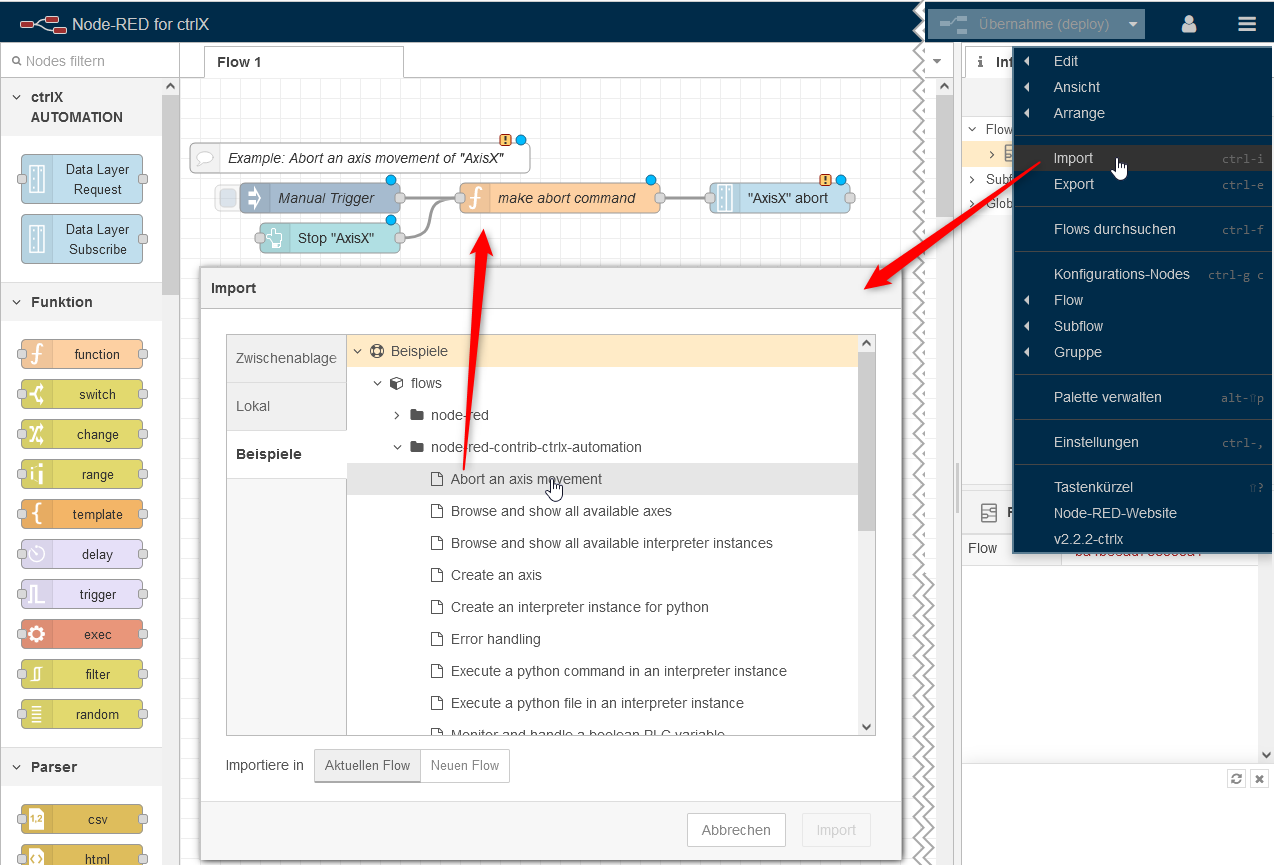 Node-RED for ctrlX
Übernahme (deploy)
Nodes filtern
ctrlX
AUTOMATION
Data Layer
Request
Data Layer
Subscribe
Funktion
function
switch
change
range
template
delay
trigger
exec
filter
random
Parser
csv
html
Flow 1
Example: Abort an axis movement of "AxisX"
Manual Trigger
Stop "AxisX"
make abort command
"AxisX" abort
Import
Zwischenablage
Lokal
Beispiele
Beispiele
flows
node-red
node-red-contrib-ctrlx-automation
Abort an axis movement
Browse and show all available axes
Browse and show all available interpreter instances
Create an axis
Create an interpreter instance for python
Error handling
Execute a python command in an interpreter instance
Execute a python file in an interpreter instance
Monitor and handle a boolean PLC variable
Importiere in
Aktuellen Flow
Neuen Flow
Abbrechen
Import
Flow
Edit
Ansicht
Arrange
Import ctrl-i
Export ctrl-e
Flows durchsuchen ctrl-f
Konfigurations-Nodes ctrl-g c
Flow
Subflow
Gruppe
Palette verwalten alt-⇧p
Einstellungen ctrl-,
Tastenkürzel ⇧?
Node-RED-Website
v2.2.2-ctrlx
Flow